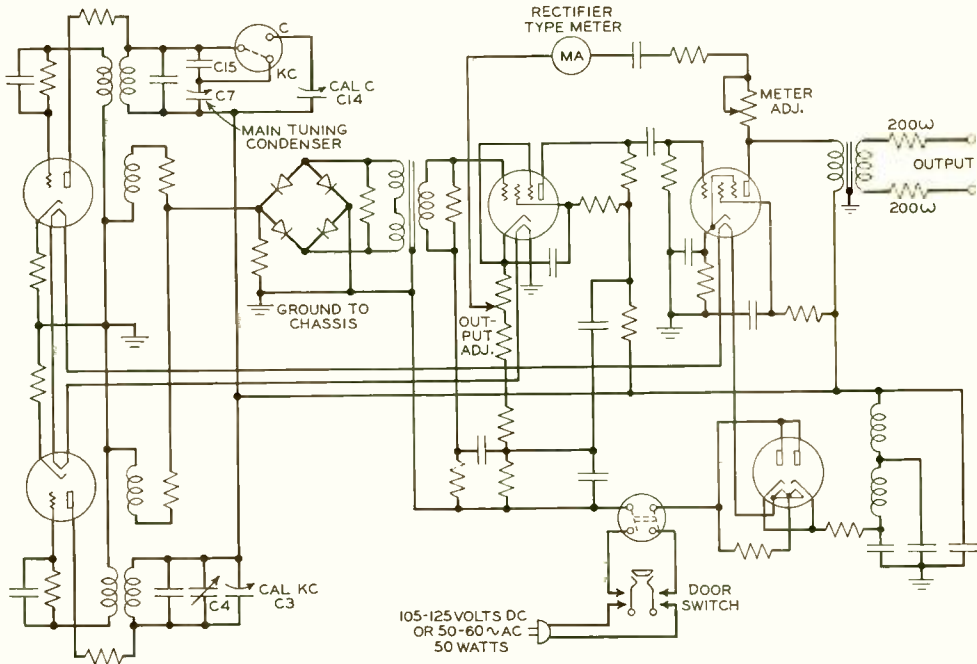 RECTIFIER
TYPE METER
MA
C
C15
KC
CAL C
C14
C7
MAIN TUNING
CONDENSER
METER
ADJ.
200ω
OUTPUT
200ω
GROUND TO
CHASSIS
OUT-
PUT
ADJ.
C4
CAL KC
C3
DOOR
SWITCH
105-125 VOLTS DC
OR 50-60 ~ AC
50 WATTS